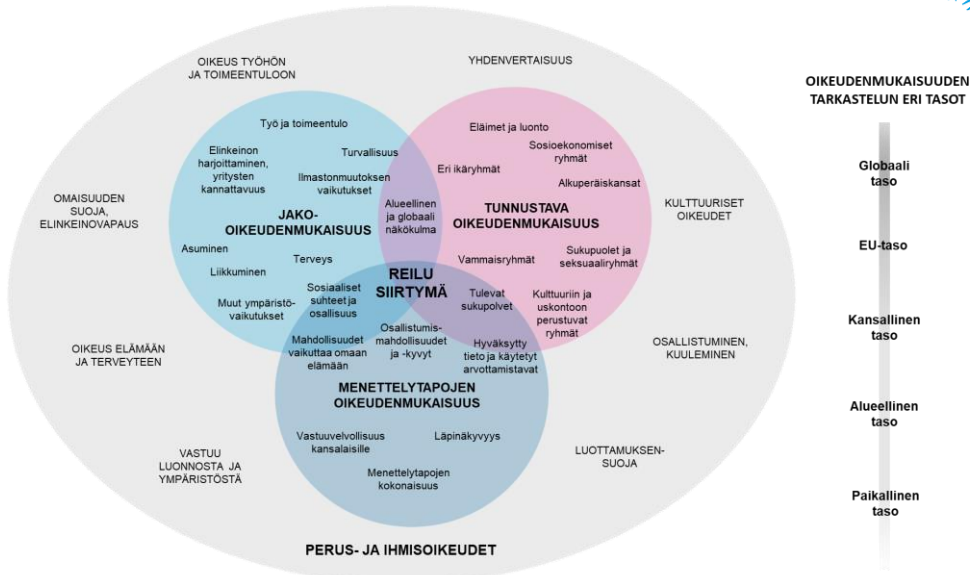 OIKEUS TYÖHÖN
JA TOIMEENTULOON
YHDENVERTAISUUS
OMAISUUDEN
SUOJA,
ELINKEINOVAPAUS
KULTTUURISET
OIKEUDET
OIKEUS ELÄMÄÄN
JA TERVEYTEEN
OSALLISTUMINEN,
KUULEMINEN
VASTUU
LUONNOSTA JA
YMPÄRISTÖSTÄ
LUOTTAMUKSEN-
SUOJA
PERUS- JA IHMISOIKEUDET
Työ ja toimeentulo
Elinkeinon
harjoittaminen,
yritysten
kannattavuus
Turvallisuus
Ilmastonmuutoksen
vaikutukset
JAKO-
OIKEUDENMUKAISUUS
Asuminen
Terveys
Liikkuminen
Muut ympäristö-
vaikutukset
Sosiaaliset
suhteet ja
osallisuus
Alueellinen
ja globaali
näkökulma
Eläimet ja luonto
Sosioekonomiset
ryhmät
Eri ikäryhmät
Alkuperäiskansat
TUNNUSTAVA
OIKEUDENMUKAISUUS
Vammaisryhmät
Sukupuolet ja
seksuaaliryhmät
Tulevat
sukupolvet
Kulttuuriin ja
uskontoon
perustuvat
ryhmät
REILU
SIIRTYMÄ
Mahdollisuudet
vaikuttaa omaan
elämään
Osallistumis-
mahdollisuudet
ja -kyvyt
Hyväksytty
tieto ja käytetyt
arvottamistavat
MENETTELYTAPOJEN
OIKEUDENMUKAISUUS
Vastuuvelvollisuus
kansalaisille
Läpinäkyvyys
Menettelytapojen
kokonaisuus
OIKEUDENMUKAISUUDEN
TARKASTELUN ERI TASOT
Globaali
taso
EU-taso
Kansallinen
taso
Alueellinen
taso
Paikallinen
taso